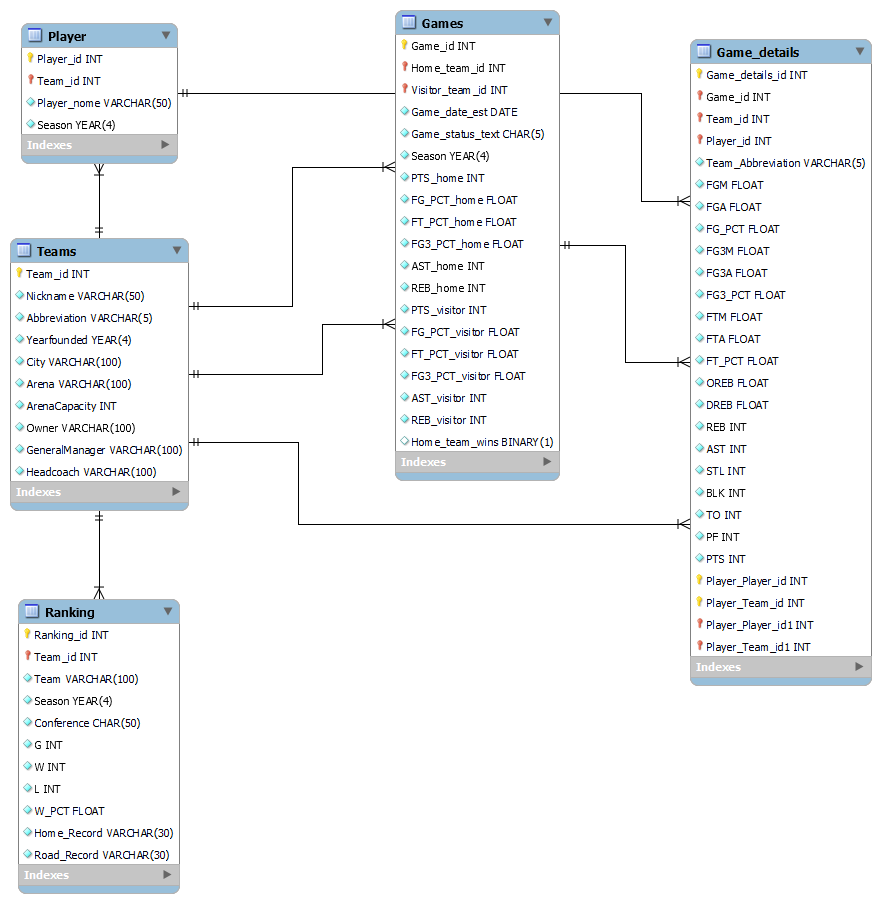 Player
Player_id INT
Team_id INT
Player_nome VARCHAR(50)
Season YEAR(4)
Indexes
Teams
Team_id INT
Nickname VARCHAR(50)
Abbreviation VARCHAR(5)
Yearfounded YEAR(4)
City VARCHAR(100)
Arena VARCHAR(100)
ArenaCapacity INT
Owner VARCHAR(100)
GeneralManager VARCHAR(100)
Headcoach VARCHAR(100)
Indexes
Ranking
Ranking_id INT
Team_id INT
Team VARCHAR(100)
Season YEAR(4)
Conference CHAR(50)
G INT
W INT
L INT
W_PCT FLOAT
Home_Record VARCHAR(30)
Road_Record VARCHAR(30)
Indexes
Games
Game_id INT
Home_team_id INT
Visitor_team_id INT
Game_date_est DATE
Game_status_text CHAR(5)
Season YEAR(4)
PTS_home INT
FG_PCT_home FLOAT
FT_PCT_home FLOAT
FG3_PCT_home FLOAT
AST_home INT
REB_home INT
PTS_visitor INT
FG_PCT_visitor FLOAT
FT_PCT_visitor FLOAT
FG3_PCT_visitor FLOAT
AST_visitor INT
REB_visitor INT
Home_team_wins BINARY(1)
Indexes
Game_details
Game_details_id INT
Game_id INT
Team_id INT
Player_id INT
Team_Abbreviation VARCHAR(5)
FGM FLOAT
FGA FLOAT
FG_PCT FLOAT
FG3M FLOAT
FG3A FLOAT
FG3_PCT FLOAT
FTM FLOAT
FTA FLOAT
FT_PCT FLOAT
OREB FLOAT
DREB FLOAT
REB INT
AST INT
STL INT
BLK INT
TO INT
PF INT
PTS INT
Player_Player_id INT
Player_Team_id INT
Player_Player_id1 INT
Player_Team_id1 INT
Indexes